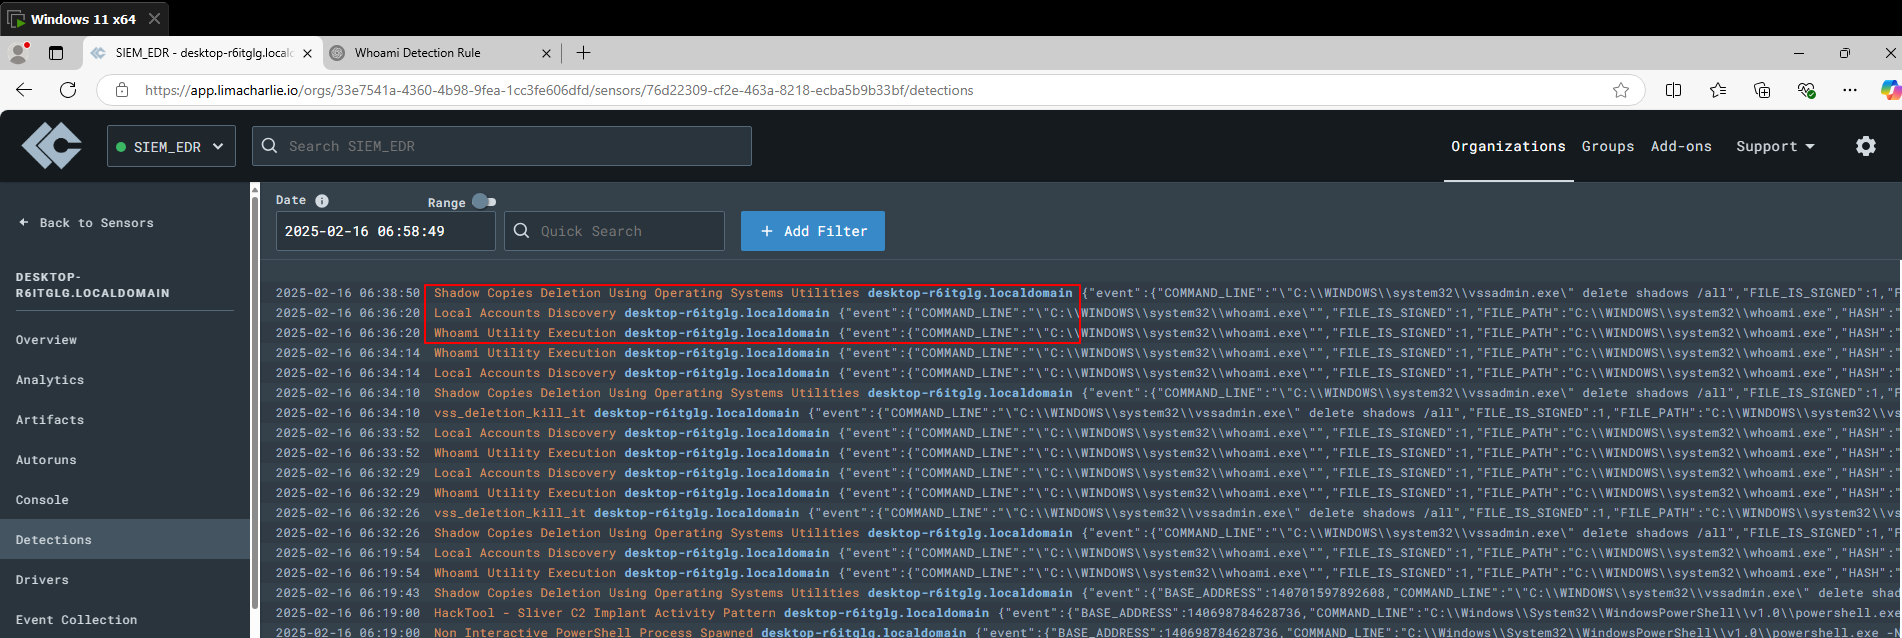 Windows 11 x64
SIEM_EDR - desktop-r6itglg.localc
Whoami Detection Rule
https://app.limacharlie.io/orgs/33e7541a-4360-4b98-9fea-1cc3fe606dfd/sensors/76d22309-cf2e-463a-8218-ecba5b9b33bf/detections
SIEM_EDR
Search SIEM_EDR
Organizations Groups Add-ons Support
Back to Sensors
DESKTOP-
R6ITGLG.LOCALDOMAIN
Overview
Analytics
Artifacts
Autoruns
Console
Detections
Drivers
Event Collection
Date
Range
2025-02-16 06:58:49
Quick Search
+ Add Filter
2025-02-16 06:38:50 Shadow Copies Deletion Using Operating Systems Utilities desktop-r6itglg.localdomain {"event":{"COMMAND_LINE":"\"C:\\WINDOWS\\system32\\vssadmin.exe\" delete shadows /all","FILE_IS_SIGNED":1,"F
2025-02-16 06:36:20 Local Accounts Discovery desktop-r6itglg.localdomain {"event":{"COMMAND_LINE":"\"C:\\WINDOWS\\system32\\whoami.exe\"","FILE_IS_SIGNED":1,"FILE_PATH":"C:\\WINDOWS\\system32\\whoami.exe","HASH":"
2025-02-16 06:36:20 Whoami Utility Execution desktop-r6itglg.localdomain {"event":{"COMMAND_LINE":"\"C:\\WINDOWS\\system32\\whoami.exe\"","FILE_IS_SIGNED":1,"FILE_PATH":"C:\\WINDOWS\\system32\\whoami.exe","HASH":"
2025-02-16 06:34:14 Whoami Utility Execution desktop-r6itglg.localdomain {"event":{"COMMAND_LINE":"\"C:\\WINDOWS\\system32\\whoami.exe\"","FILE_IS_SIGNED":1,"FILE_PATH":"C:\\WINDOWS\\system32\\whoami.exe","HASH":"
2025-02-16 06:34:14 Local Accounts Discovery desktop-r6itglg.localdomain {"event":{"COMMAND_LINE":"\"C:\\WINDOWS\\system32\\whoami.exe\"","FILE_IS_SIGNED":1,"FILE_PATH":"C:\\WINDOWS\\system32\\whoami.exe","HASH":"
2025-02-16 06:34:10 Shadow Copies Deletion Using Operating Systems Utilities desktop-r6itglg.localdomain {"event":{"COMMAND_LINE":"\"C:\\WINDOWS\\system32\\vssadmin.exe\" delete shadows /all","FILE_IS_SIGNED":1,"F
2025-02-16 06:34:10 vss_deletion_kill_it desktop-r6itglg.localdomain {"event":{"COMMAND_LINE":"\"C:\\WINDOWS\\system32\\vssadmin.exe\" delete shadows /all","FILE_IS_SIGNED":1,"FILE_PATH":"C:\\WINDOWS\\system32\\vs
2025-02-16 06:33:52 Local Accounts Discovery desktop-r6itglg.localdomain {"event":{"COMMAND_LINE":"\"C:\\WINDOWS\\system32\\whoami.exe\"","FILE_IS_SIGNED":1,"FILE_PATH":"C:\\WINDOWS\\system32\\whoami.exe","HASH":"
2025-02-16 06:33:52 Whoami Utility Execution desktop-r6itglg.localdomain {"event":{"COMMAND_LINE":"\"C:\\WINDOWS\\system32\\whoami.exe\"","FILE_IS_SIGNED":1,"FILE_PATH":"C:\\WINDOWS\\system32\\whoami.exe","HASH":"
2025-02-16 06:32:29 Local Accounts Discovery desktop-r6itglg.localdomain {"event":{"COMMAND_LINE":"\"C:\\WINDOWS\\system32\\whoami.exe\"","FILE_IS_SIGNED":1,"FILE_PATH":"C:\\WINDOWS\\system32\\whoami.exe","HASH":"
2025-02-16 06:32:29 Whoami Utility Execution desktop-r6itglg.localdomain {"event":{"COMMAND_LINE":"\"C:\\WINDOWS\\system32\\whoami.exe\"","FILE_IS_SIGNED":1,"FILE_PATH":"C:\\WINDOWS\\system32\\whoami.exe","HASH":"
2025-02-16 06:32:26 vss_deletion_kill_it desktop-r6itglg.localdomain {"event":{"COMMAND_LINE":"\"C:\\WINDOWS\\system32\\vssadmin.exe\" delete shadows /all","FILE_IS_SIGNED":1,"FILE_PATH":"C:\\WINDOWS\\system32\\vs
2025-02-16 06:32:26 Shadow Copies Deletion Using Operating Systems Utilities desktop-r6itglg.localdomain {"event":{"COMMAND_LINE":"\"C:\\WINDOWS\\system32\\vssadmin.exe\" delete shadows /all","FILE_IS_SIGNED":1,"F
2025-02-16 06:19:54 Local Accounts Discovery desktop-r6itglg.localdomain {"event":{"COMMAND_LINE":"\"C:\\WINDOWS\\system32\\whoami.exe\"","FILE_IS_SIGNED":1,"FILE_PATH":"C:\\WINDOWS\\system32\\whoami.exe","HASH":"
2025-02-16 06:19:54 Whoami Utility Execution desktop-r6itglg.localdomain {"event":{"COMMAND_LINE":"\"C:\\WINDOWS\\system32\\whoami.exe\"","FILE_IS_SIGNED":1,"FILE_PATH":"C:\\WINDOWS\\system32\\whoami.exe","HASH":"
2025-02-16 06:19:43 Shadow Copies Deletion Using Operating Systems Utilities desktop-r6itglg.localdomain {"event":{"BASE_ADDRESS":140701597892608,"COMMAND_LINE":"\"C:\\WINDOWS\\system32\\vssadmin.exe\" delete shad
2025-02-16 06:19:00 HackTool - Sliver C2 Implant Activity Pattern desktop-r6itglg.localdomain {"event":{"BASE_ADDRESS":140698784628736,"COMMAND_LINE":"C:\\Windows\\System32\\WindowsPowerShell\\v1.0\\powershell.exe
2025-02-16 06:19:00 Non Interactive PowerShell Process Spawned desktop-r6itglg.localdomain {"event":{"BASE_ADDRESS":140698784628736,"COMMAND_LINE":"C:\\Windows\\System32\\WindowsPowerShell\\v1.0\\powershell.exe